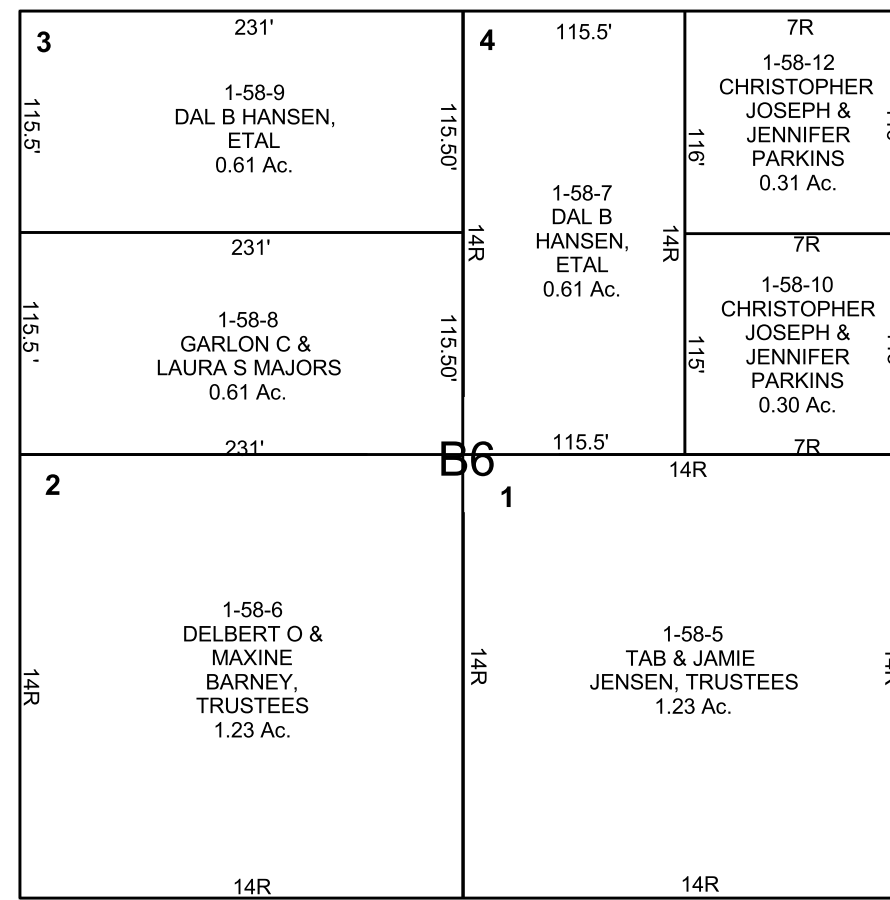 3
231'
115.5'
115.50'
1-58-9
DAL B HANSEN,
ETAL
0.61 Ac.
231'
115.5 '
115.50'
1-58-8
GARLON C &
LAURA S MAJORS
0.61 Ac.
231'
4
115.5'
14R
14R
1-58-7
DAL B
HANSEN,
ETAL
0.61 Ac.
115.5'
7R
116'
1-58-12
CHRISTOPHER
JOSEPH &
JENNIFER
PARKINS
0.31 Ac.
7R
115'
1-58-10
CHRISTOPHER
JOSEPH &
JENNIFER
PARKINS
0.30 Ac.
7R
B6
2
14R
1-58-6
DELBERT O &
MAXINE
BARNEY,
TRUSTEES
1.23 Ac.
14R
1
14R
14R
1-58-5
TAB & JAMIE
JENSEN, TRUSTEES
1.23 Ac.
14R